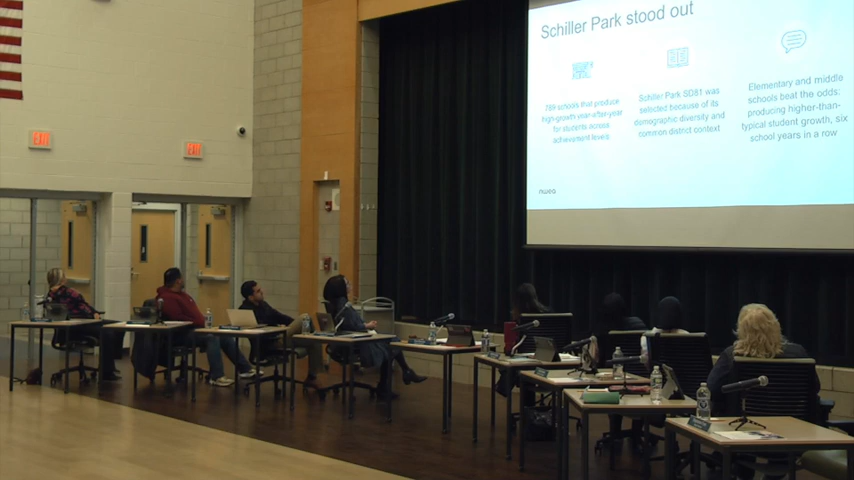 Schiller Park stood out
789 schools that produce
high-growth year-after-year
for students across
achievement levels
Schiller Park SD81 was
selected because of its
demographic diversity and
common district context
Elementary and middle
schools beat the odds:
producing higher-than-
typical student growth, six
school years in a row
nwea
EXIT
EXIT